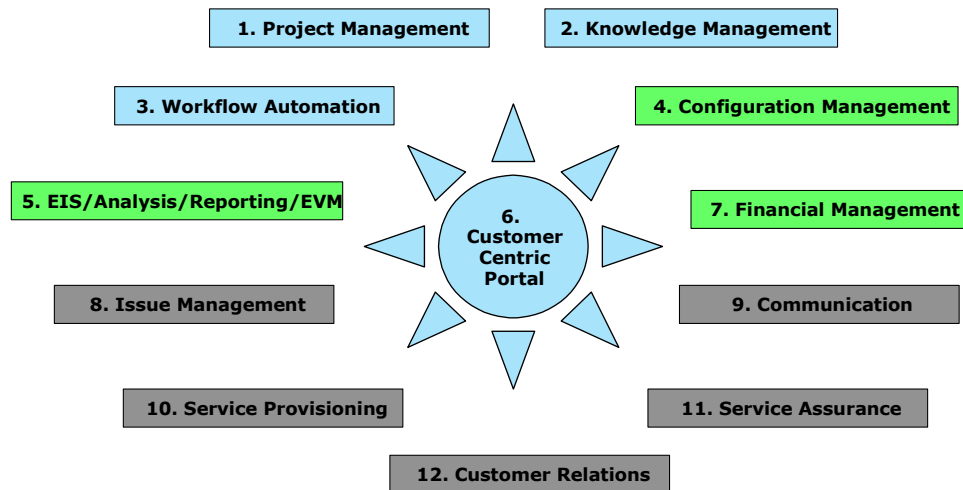 1. Project Management
2. Knowledge Management
3. Workflow Automation
4. Configuration Management
5. EIS/Analysis/Reporting/EVM
6.
Customer
Centric
Portal
7. Financial Management
8. Issue Management
9. Communication
10. Service Provisioning
11. Service Assurance
12. Customer Relations